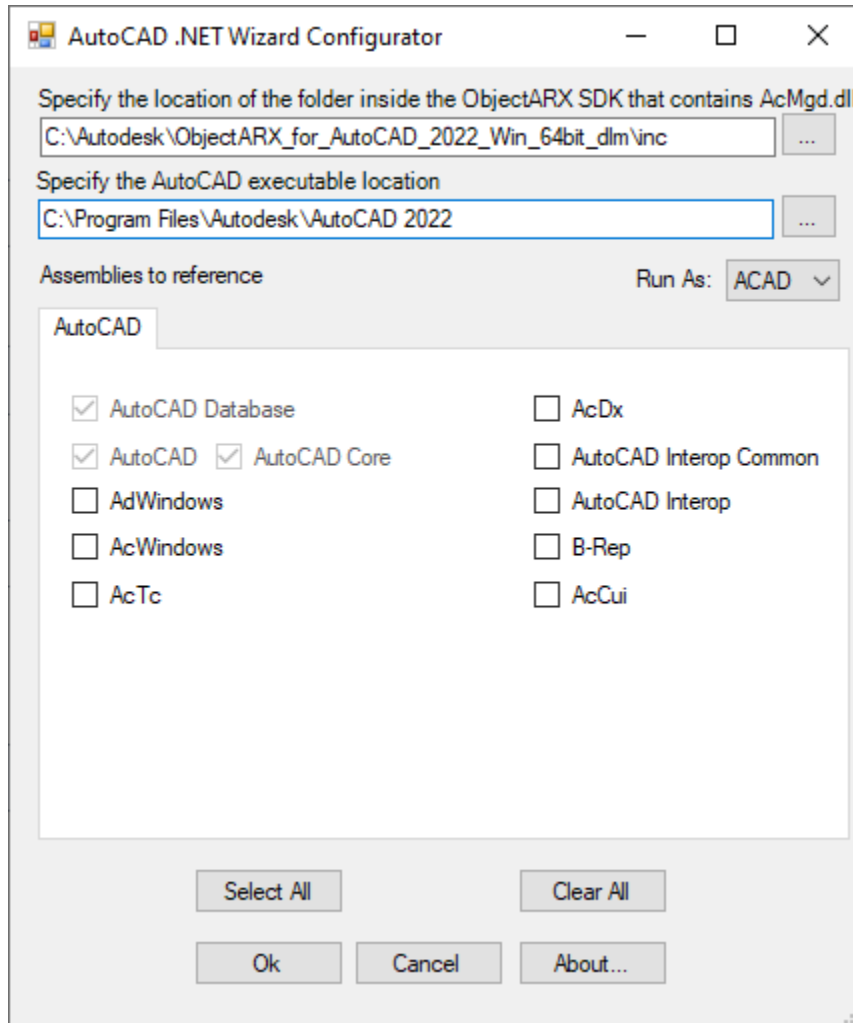 AutoCAD .NET Wizard Configurator
Specify the location of the folder inside the ObjectARX SDK that contains AcMgd.dll
C:\Autodesk\ObjectARX_for_AutoCAD_2022_Win_64bit_dlm\inc
...
Specify the AutoCAD executable location
C:\Program Files\Autodesk\AutoCAD 2022
...
Assemblies to reference
Run As: ACAD
AutoCAD
AutoCAD Database
AcDx
AutoCAD AutoCAD Core
AutoCAD Interop Common
AdWindows
AutoCAD Interop
AcWindows
B-Rep
AcTc
AcCui
Select All
Clear All
Ok
Cancel
About...